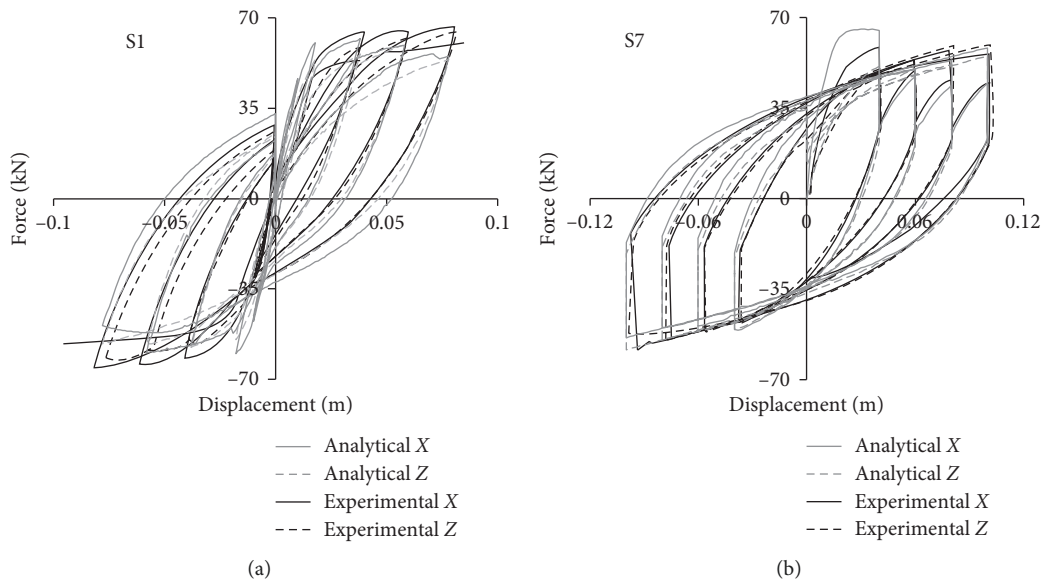 S1
70
35
0
−35
−70
−0.1
−0.05
0
0.05
0.1
Force (kN)
Displacement (m)
Analytical X
Analytical Z
Experimental X
Experimental Z
(a)
S7
70
35
0
−35
−70
−0.12
−0.06
0
0.06
0.12
Force (kN)
Displacement (m)
Analytical X
Analytical Z
Experimental X
Experimental Z
(b)